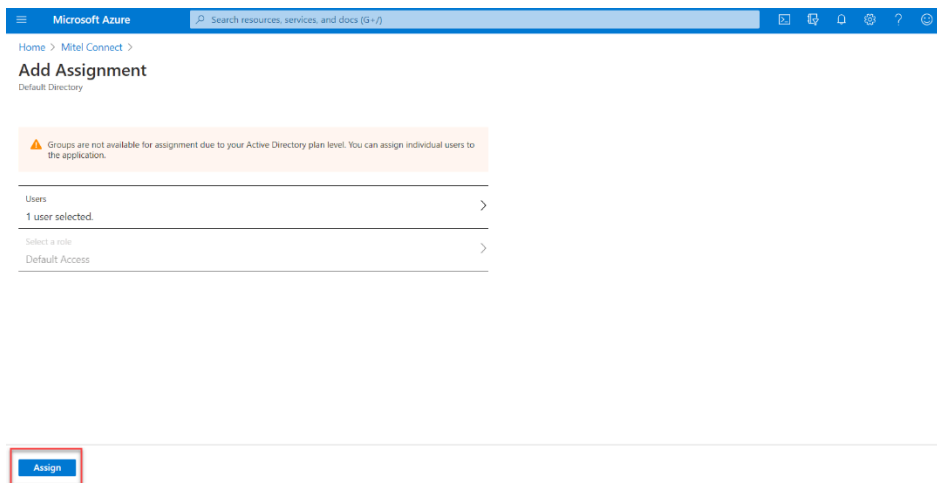 Microsoft Azure
Search resources, services, and docs (G+/)
Home > Mitel Connect >
Add Assignment
Default Directory
Groups are not available for assignment due to your Active Directory plan level. You can assign individual users to
the application.
Users
1 user selected.
Select a role
Default Access
Assign